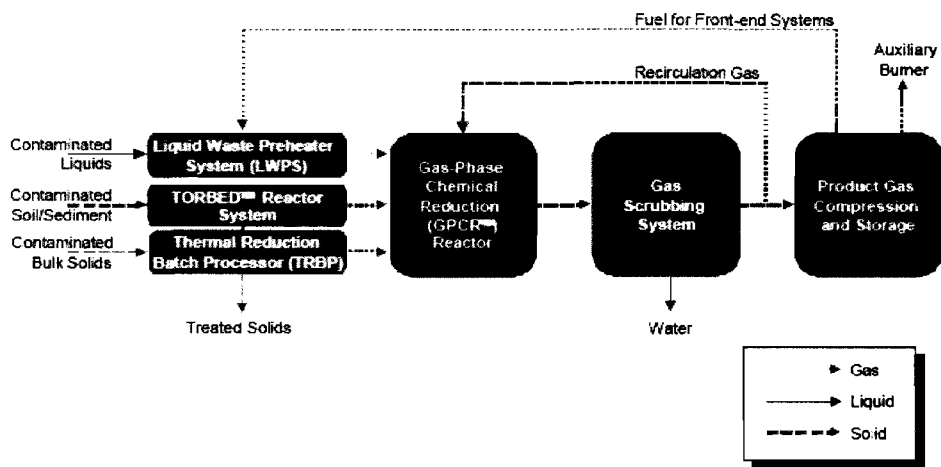 Fuel for Front-end Systems
Auxiliary
Burner
Recirculation Gas
Contaminated
Liquids
Liquid Waste Preheater
System (LWPS)
Contaminated
Soil/Sediment
TORBED™ Reactor
System
Contaminated
Bulk Solids
Thermal Reduction
Batch Processor (TRBP)
Gas-Phase
Chemical
Reduction
(GPCR™)
Reactor
Gas
Scrubbing
System
Product Gas
Compression
and Storage
Treated Solids
Water
Gas
Liquid
Solid